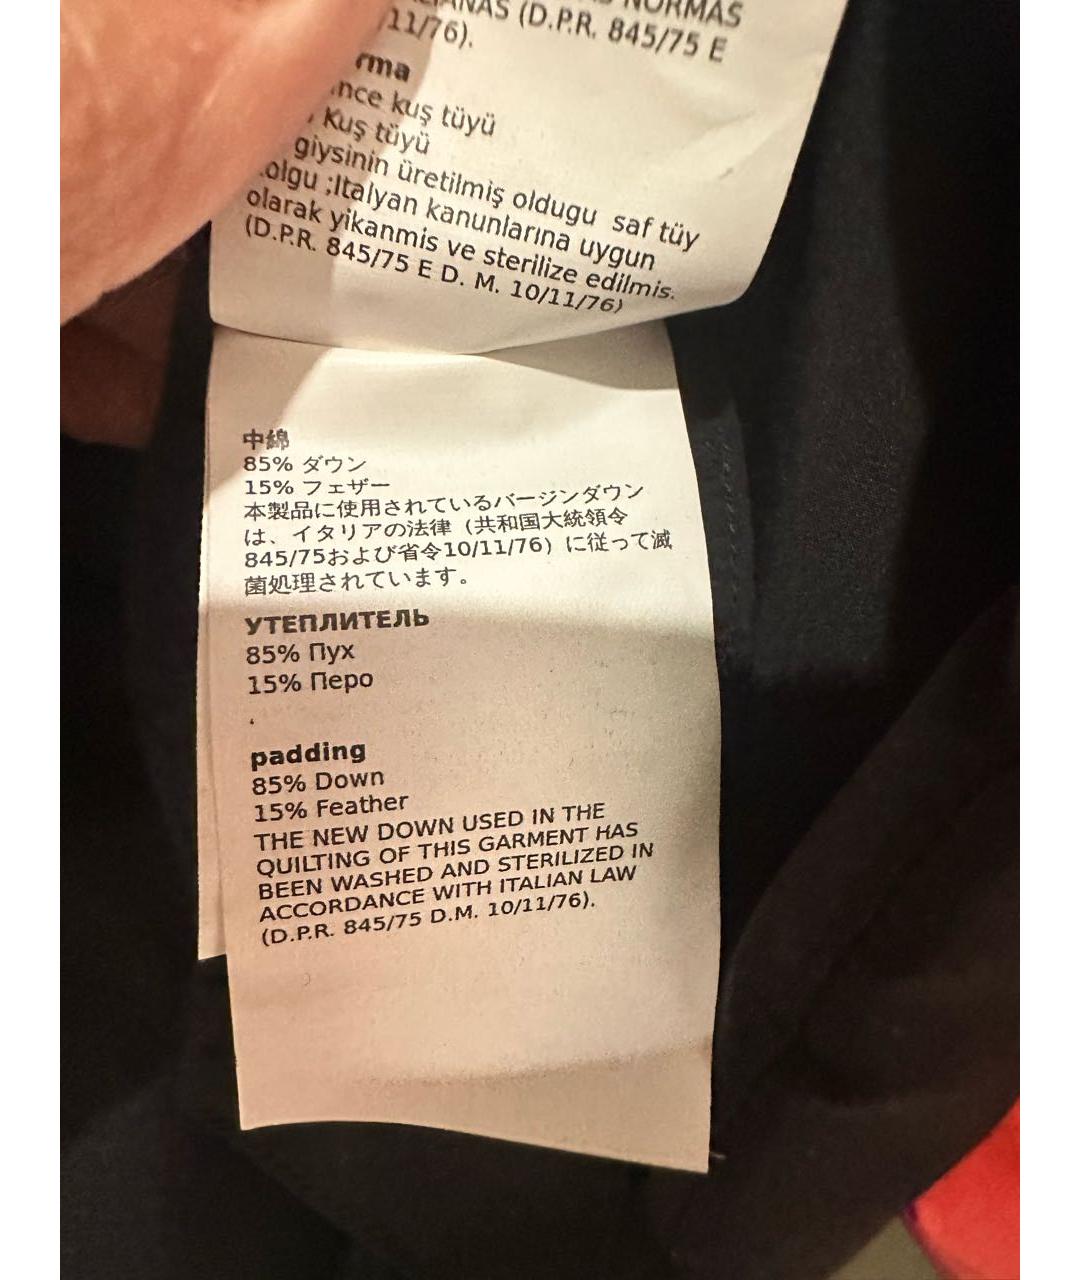 NORMAS
(D.P.R. 845/75 E
11/76).
nce kuş tüyü
Kuş tüyü
giysinin üretilmiş oldugu saf tüy
olgu ;Italyan kanunlarına uygun
olarak yikanmis ve sterilize edilmis.
(D.P.R. 845/75 E D. M. 10/11/76)
中綿
85% ダウン
15% フェザー
本製品に使用されているバージンダウン
は、イタリアの法律（共和国大統領令
845/75および省令10/11/76）に従って滅
菌処理されています。
УТЕПЛИТЕЛЬ
85% Пух
15% Перо
.
padding
85% Down
15% Feather
THE NEW DOWN USED IN THE
QUILTING OF THIS GARMENT HAS
BEEN WASHED AND STERILIZED IN
ACCORDANCE WITH ITALIAN LAW
(D.P.R. 845/75 D.M. 10/11/76).